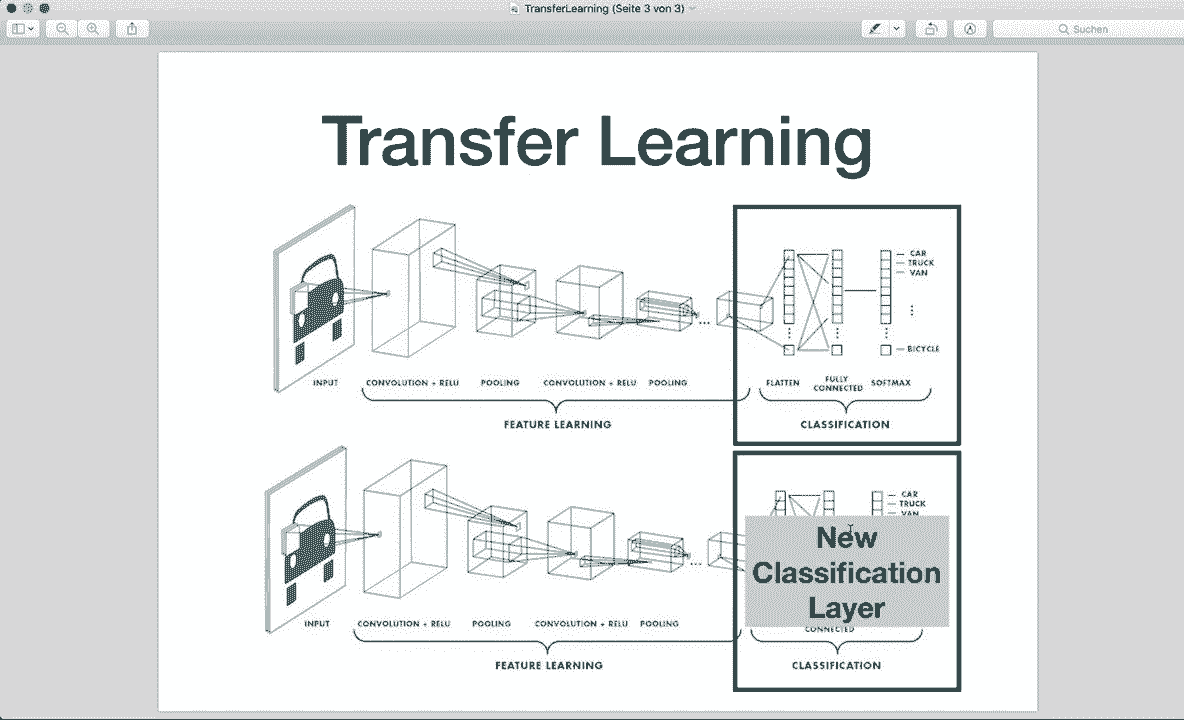 TransferLearning (Seite 3 von 3)
Suchen
Transfer Learning
CAR
TRUCK
VAN
BICYCLE
INPUT CONVOLUTION + RELU POOLING CONVOLUTION + RELU POOLING FLATTEN FULLY CONNECTED SOFTMAX
FEATURE LEARNING CLASSIFICATION
CAR
TRUCK
VAN
New
Classification
Layer
INPUT CONVOLUTION + RELU POOLING CONVOLUTION + RELU POOLING CONNECTED
FEATURE LEARNING CLASSIFICATION